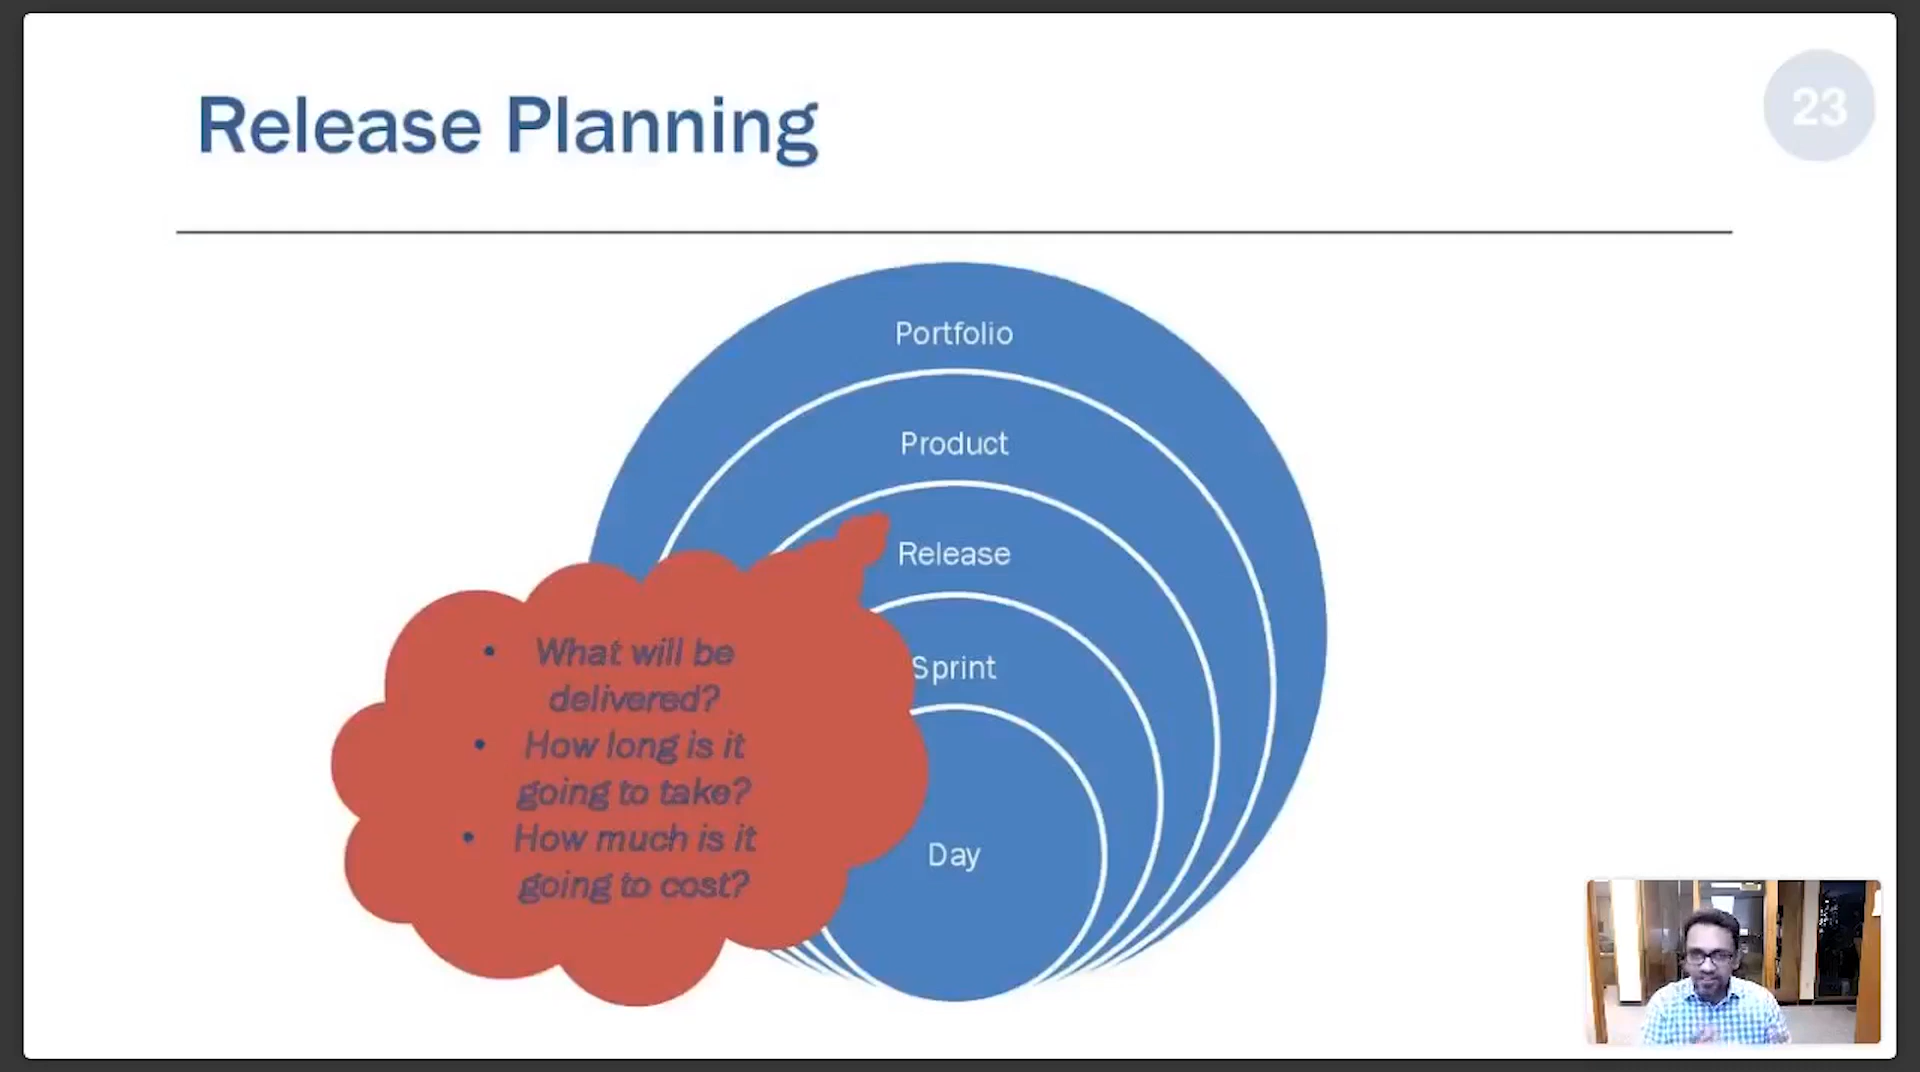 Release Planning
23
Portfolio
Product
Release
Sprint
Day
• What will be
delivered?
• How long is it
going to take?
• How much is it
going to cost?